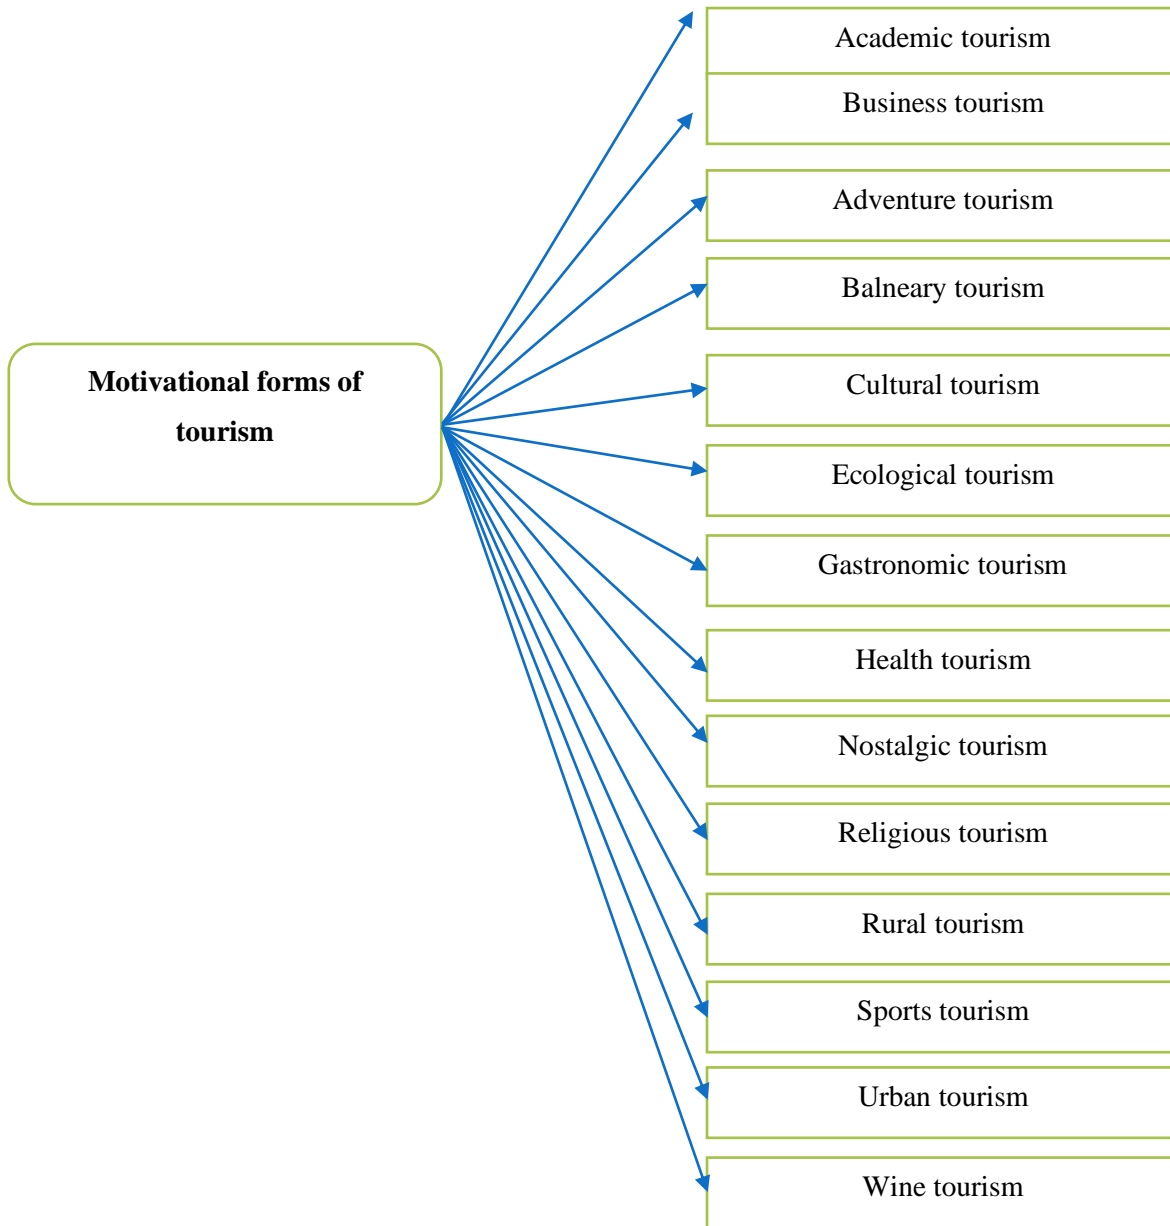 Academic tourism
Business tourism
Adventure tourism
Balneary tourism
Motivational forms of
tourism
Cultural tourism
Ecological tourism
Gastronomic tourism
Health tourism
Nostalgic tourism
Religious tourism
Rural tourism
Sports tourism
Urban tourism
Wine tourism